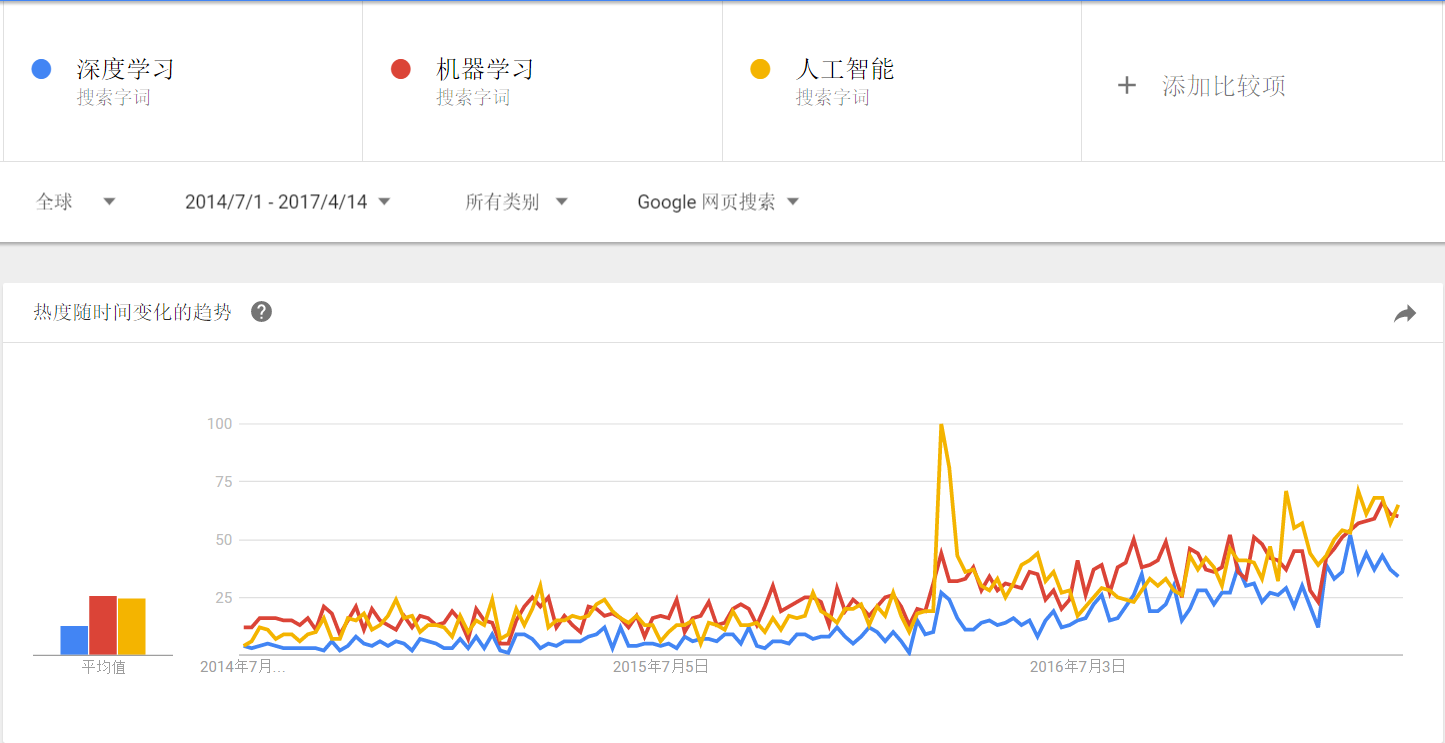 深度学习
搜索字词
机器学习
搜索字词
人工智能
搜索字词
+ 添加比较项
全球
2014/7/1 - 2017/4/14
所有类别
Google 网页搜索
热度随时间变化的趋势 ?
100
75
50
25
平均值
2014年7月...
2015年7月5日
2016年7月3日